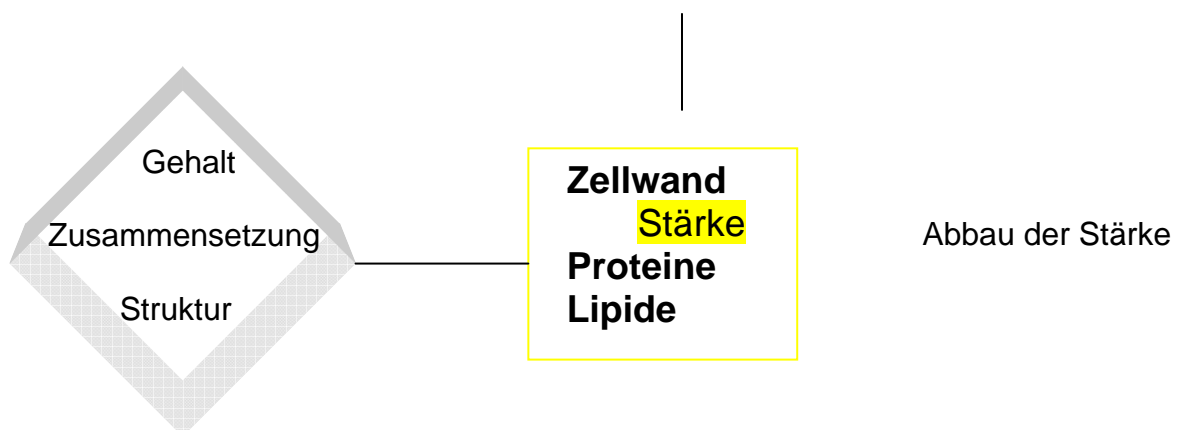 Gehalt
Zusammensetzung
Struktur
Zellwand
Stärke
Proteine
Lipide
Abbau der Stärke